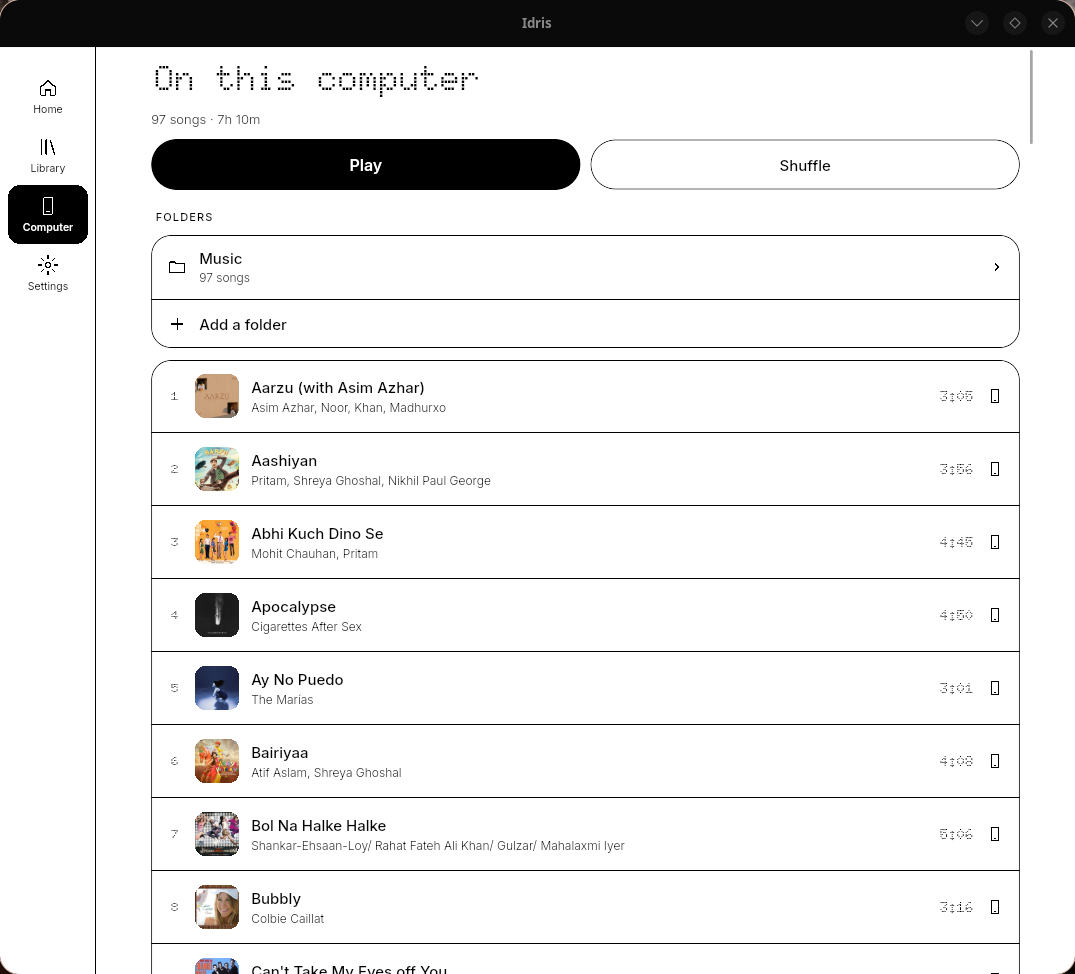 Idris
Home
Library
Computer
Settings
On this computer
97 songs · 7h 10m
Play
Shuffle
FOLDERS
Music
97 songs
Add a folder
1
AARZU
Aarzu (with Asim Azhar)
Asim Azhar, Noor, Khan, Madhurxo
3:05
2
Aashiyan
Pritam, Shreya Ghoshal, Nikhil Paul George
3:56
3
Abhi Kuch Dino Se
Mohit Chauhan, Pritam
4:45
4
Apocalypse
Cigarettes After Sex
4:50
5
Ay No Puedo
The Marías
3:01
6
Bairiyaa
Atif Aslam, Shreya Ghoshal
4:08
7
Bol Na Halke Halke
Shankar-Ehsaan-Loy/ Rahat Fateh Ali Khan/ Gulzar/ Mahalaxmi Iyer
5:06
8
Bubbly
Colbie Caillat
3:16
Can't Take My Eyes off You